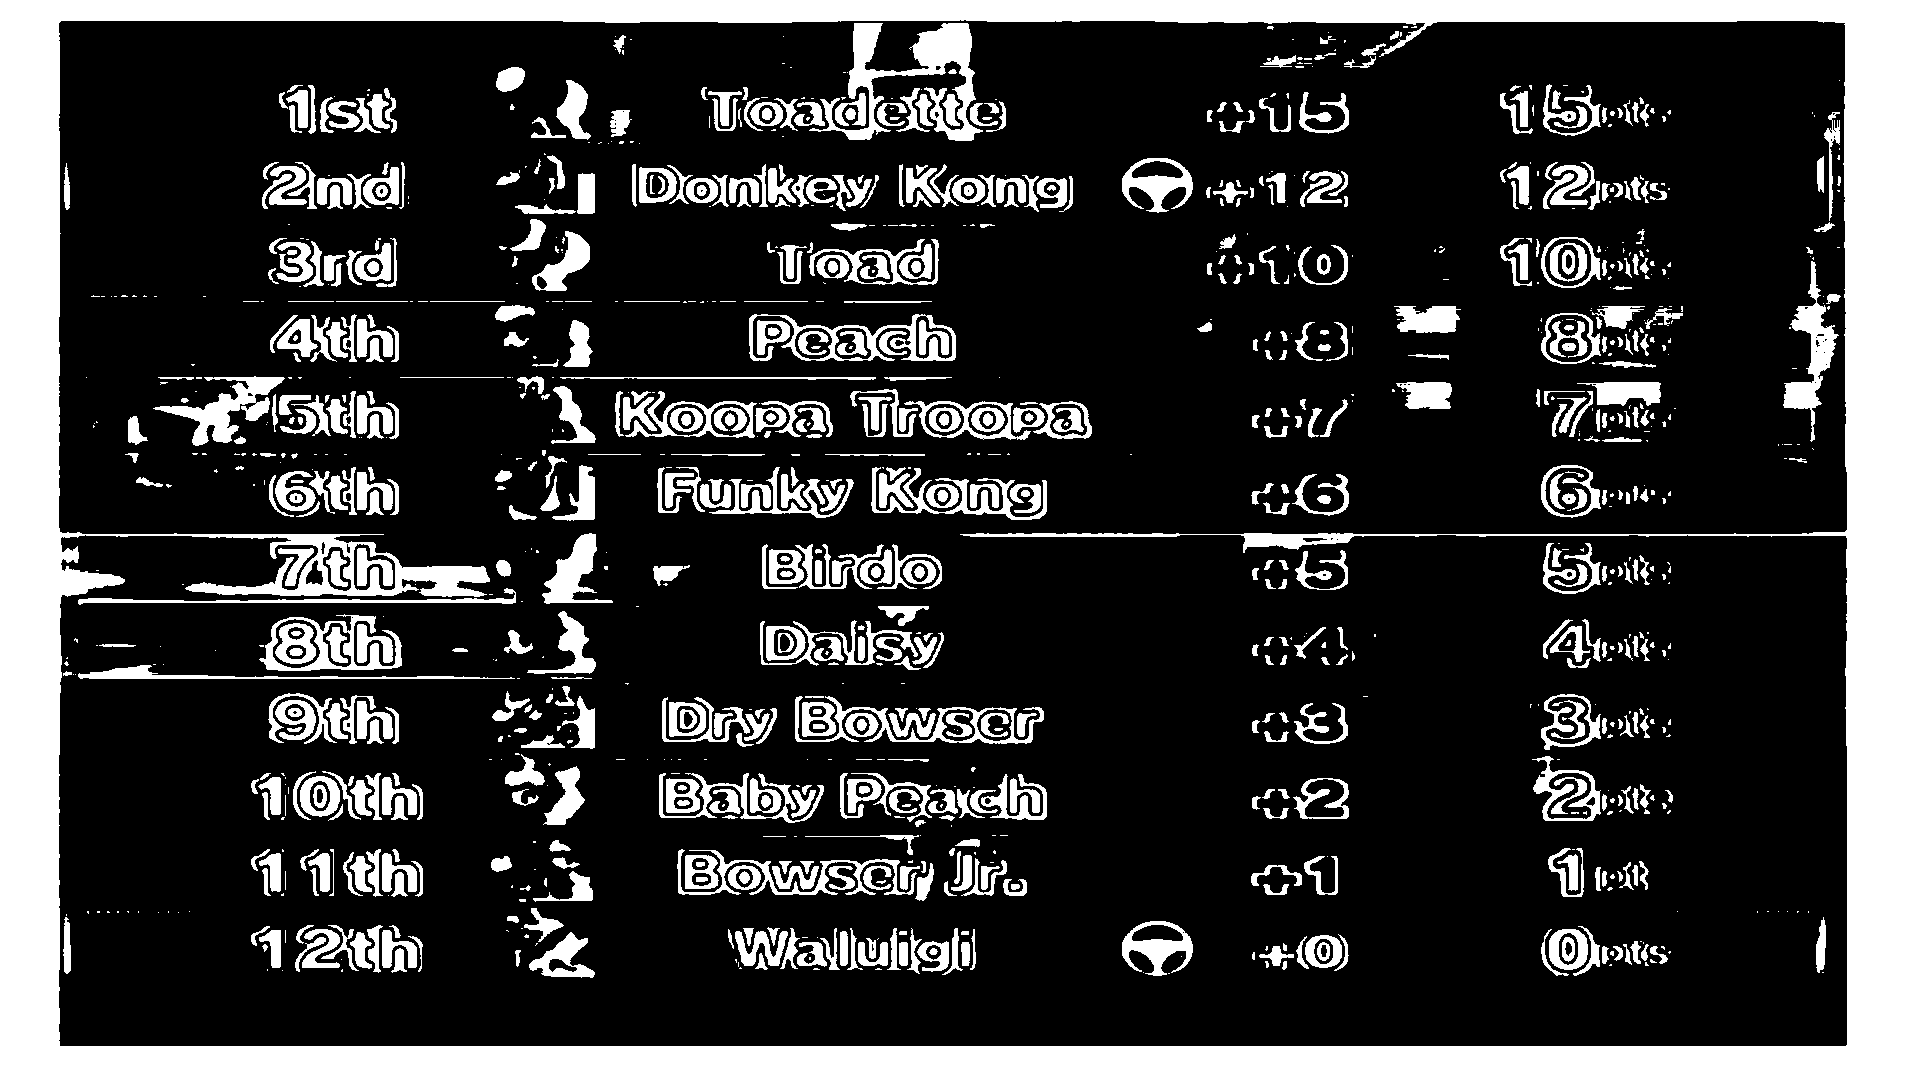 1st Toadette +15 15pts
2nd Donkey Kong +12 12pts
3rd Toad +10 10pts
4th Peach +8 8pts
5th Koopa Troopa +7 7pts
6th Funky Kong +6 6pts
7th Birdo +5 5pts
8th Daisy +4 4pts
9th Dry Bowser +3 3pts
10th Baby Peach +2 2pts
11th Bowser Jr. +1 1pt
12th Waluigi +0 0pts